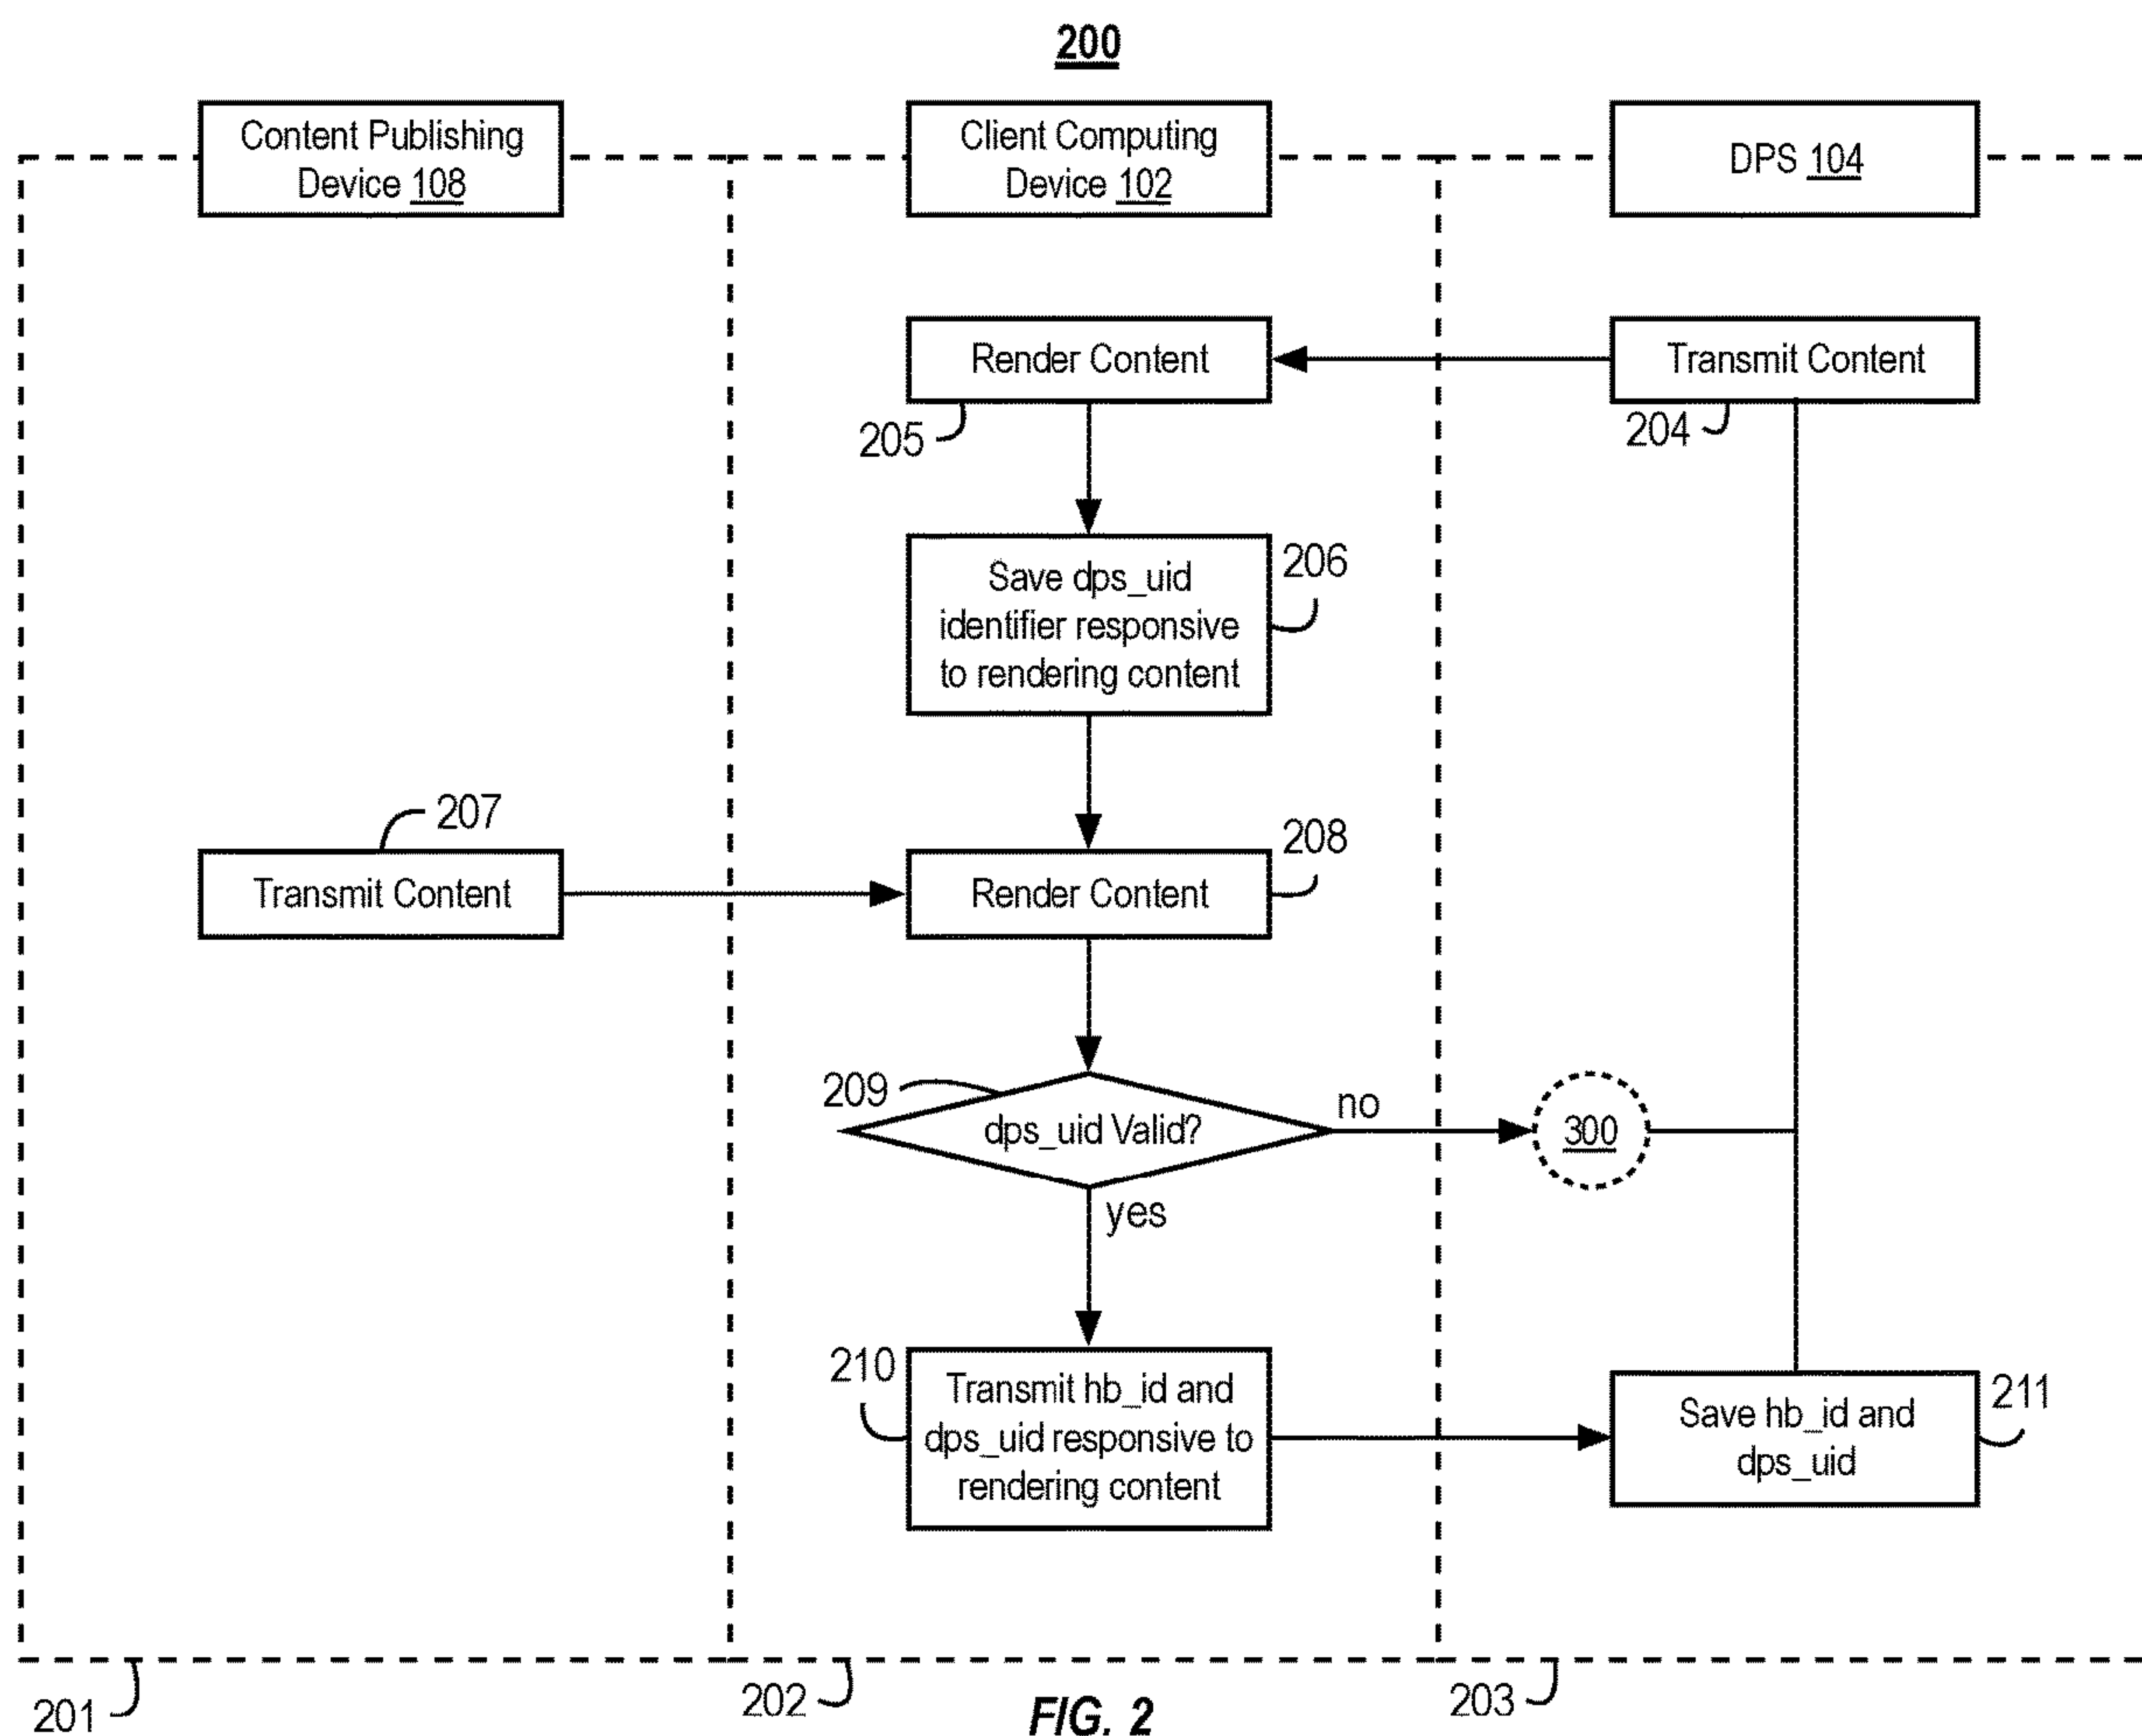 200
Content Publishing
Device 108
Client Computing
Device 102
DPS 104
Render Content
Transmit Content
205
204
Save dps_uid
identifier responsive
to rendering content
206
207
208
Transmit Content
Render Content
209
dps_uid Valid?
no
300
yes
210
Transmit hb_id and
dps_uid responsive to
rendering content
Save hb_id and
dps_uid
211
201
202
203
FIG. 2